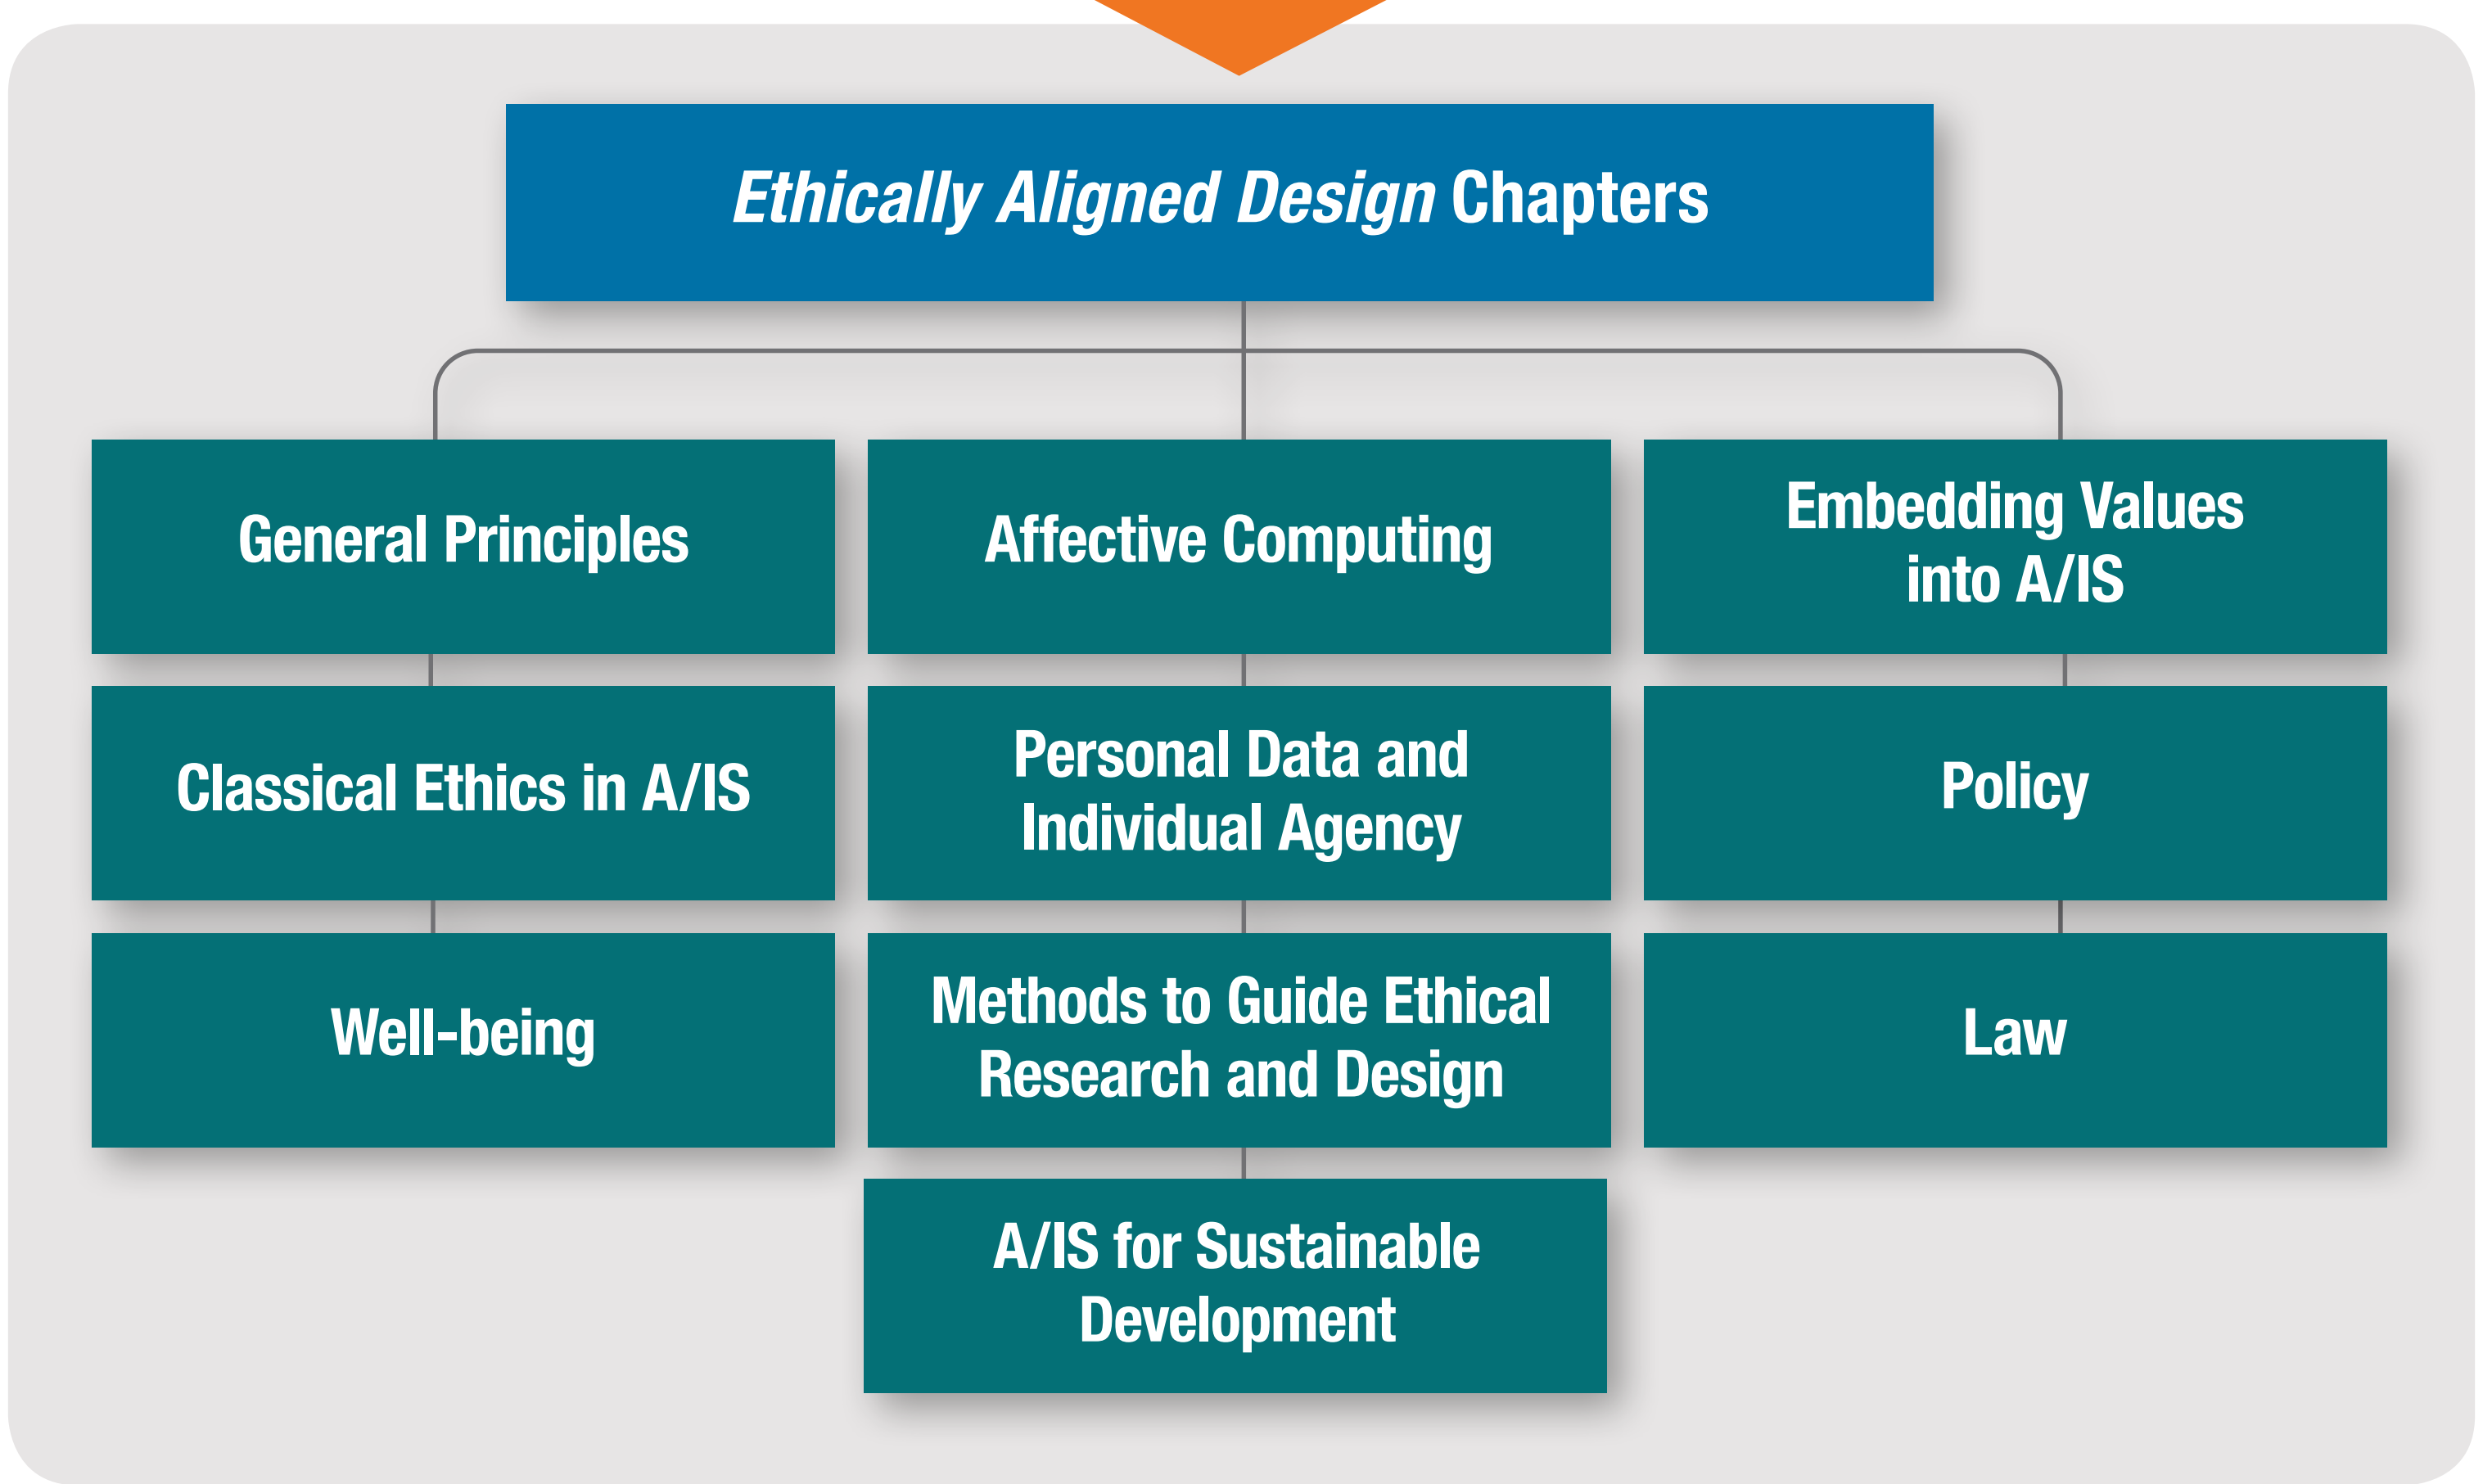 Ethically Aligned Design Chapters
General Principles
Affective Computing
Embedding Values
into A/IS
Classical Ethics in A/IS
Personal Data and
Individual Agency
Policy
Well-being
Methods to Guide Ethical
Research and Design
Law
A/IS for Sustainable
Development